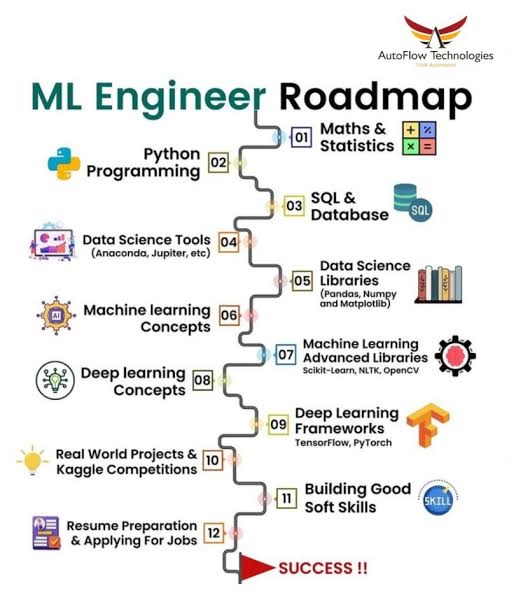 AutoFlow Technologies
Think Automation
ML Engineer Roadmap
01
Maths &
Statistics
Python
Programming
02
03
SQL &
Database
SQL
Data Science Tools
(Anaconda, Jupiter, etc)
04
05
Data Science
Libraries
(Pandas, Numpy
and Matplotlib)
AI
Machine learning
Concepts
06
07
Machine Learning
Advanced Libraries
Scikit-Learn, NLTK, OpenCV
Deep learning
Concepts
08
09
Deep Learning
Frameworks
TensorFlow, PyTorch
Real World Projects &
Kaggle Competitions
10
11
Building Good
Soft Skills
SKILL
Resume Preparation
& Applying For Jobs
12
SUCCESS !!